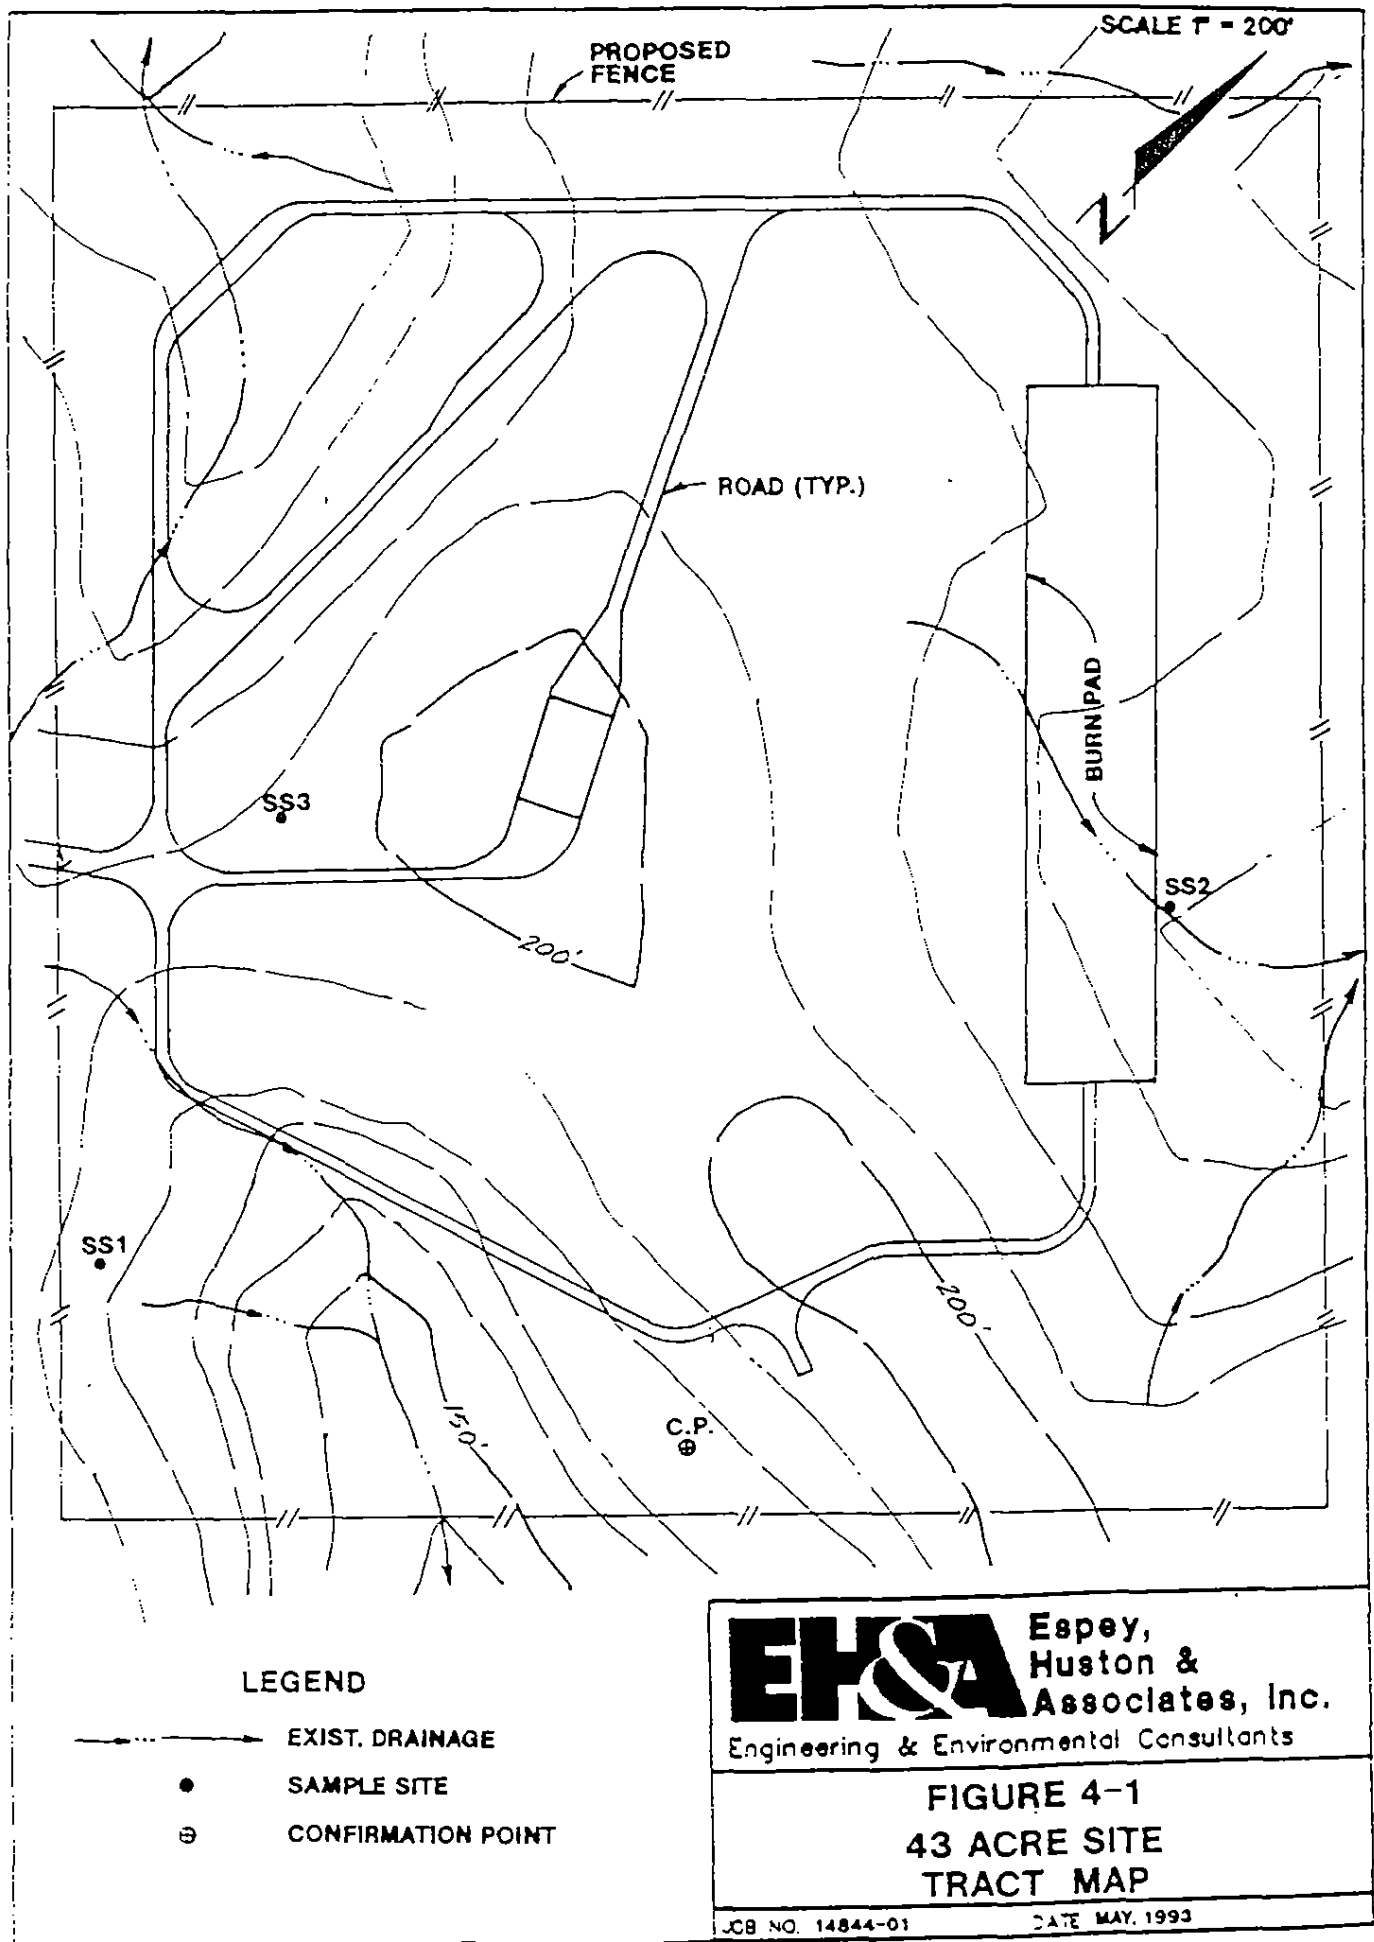 SCALE 1" = 200'
PROPOSED
FENCE
N
ROAD (TYP.)
BURN PAD
SS3
SS2
200'
SS1
200'
150'
C.P.
LEGEND
EXIST. DRAINAGE
SAMPLE SITE
CONFIRMATION POINT
EH&A
Espey,
Huston &
Associates, Inc.
Engineering & Environmental Consultants
FIGURE 4-1
43 ACRE SITE
TRACT MAP
JOB NO. 14844-01
DATE MAY, 1993